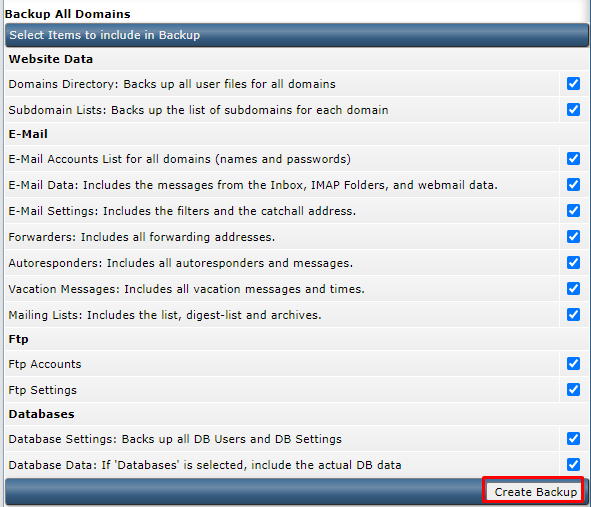 Backup All Domains
Select Items to include in Backup
Website Data
Domains Directory: Backs up all user files for all domains
Subdomain Lists: Backs up the list of subdomains for each domain
E-Mail
E-Mail Accounts List for all domains (names and passwords)
E-Mail Data: Includes the messages from the Inbox, IMAP Folders, and webmail data.
E-Mail Settings: Includes the filters and the catchall address.
Forwarders: Includes all forwarding addresses.
Autoresponders: Includes all autoresponders and messages.
Vacation Messages: Includes all vacation messages and times.
Mailing Lists: Includes the list, digest-list and archives.
Ftp
Ftp Accounts
Ftp Settings
Databases
Database Settings: Backs up all DB Users and DB Settings
Database Data: If 'Databases' is selected, include the actual DB data
Create Backup